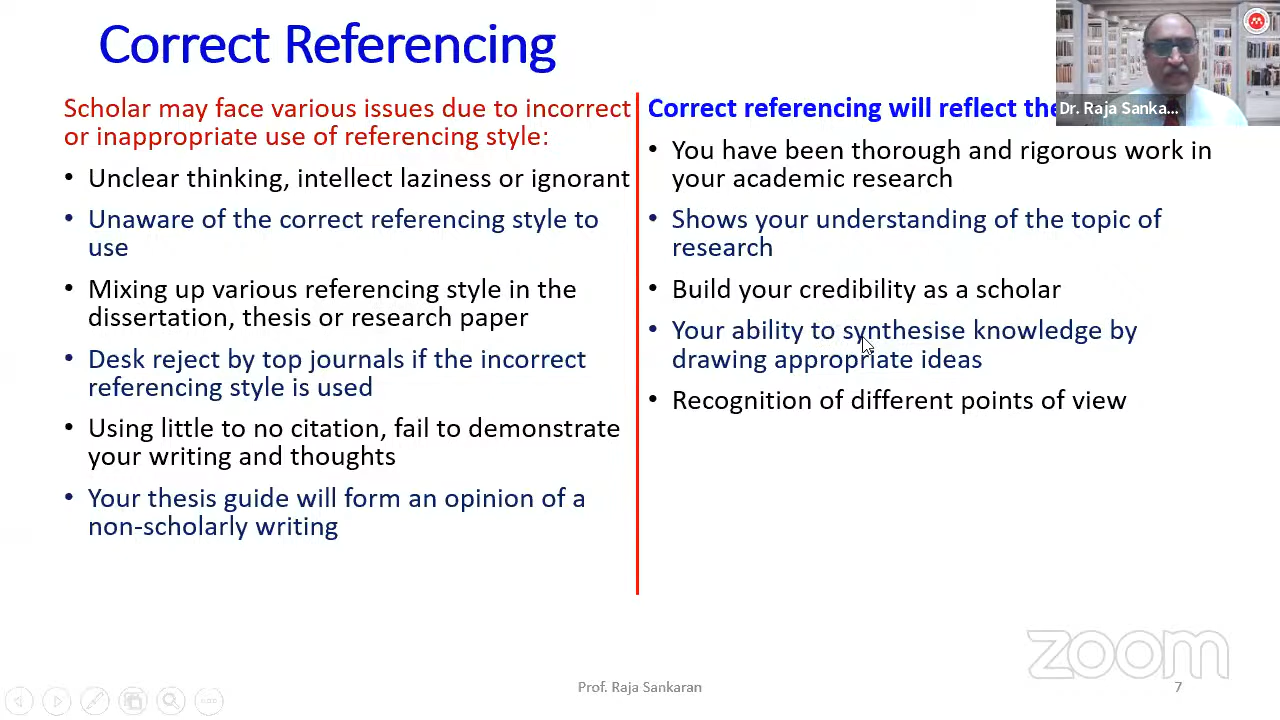 Correct Referencing
Scholar may face various issues due to incorrect
or inappropriate use of referencing style:
• Unclear thinking, intellect laziness or ignorant
• Unaware of the correct referencing style to
use
• Mixing up various referencing style in the
dissertation, thesis or research paper
• Desk reject by top journals if the incorrect
referencing style is used
• Using little to no citation, fail to demonstrate
your writing and thoughts
• Your thesis guide will form an opinion of a
non-scholarly writing
Correct referencing will reflect the
• You have been thorough and rigorous work in
your academic research
• Shows your understanding of the topic of
research
• Build your credibility as a scholar
• Your ability to synthesise knowledge by
drawing appropriate ideas
• Recognition of different points of view
Dr. Raja Sanka...
zoom
Prof. Raja Sankaran
7